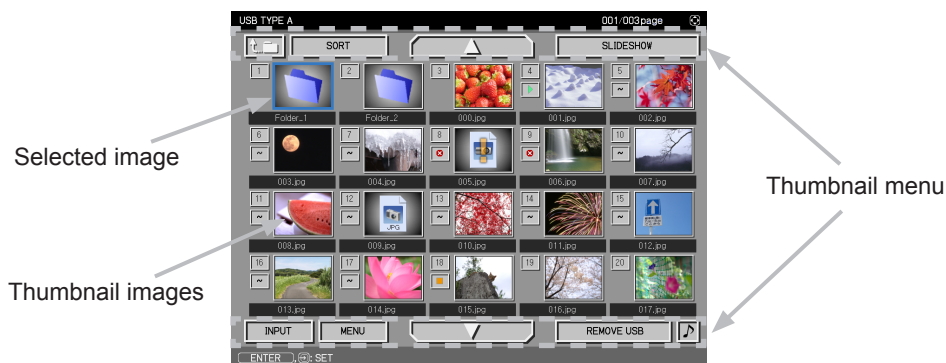 USB TYPE A 001/003page
SORT SLIDESHOW
1 2 3 4 5
Folder_1 Folder_2 000.jpg 001.jpg 002.jpg
Selected image
6 7 8 9 10
003.jpg 004.jpg 005.jpg 006.jpg 007.jpg
Thumbnail menu
11 12 13 14 15
JPG
008.jpg 009.jpg 010.jpg 011.jpg 012.jpg
Thumbnail images
16 17 18 19 20
013.jpg 014.jpg 015.jpg 016.jpg 017.jpg
INPUT MENU REMOVE USB
ENTER , : SET